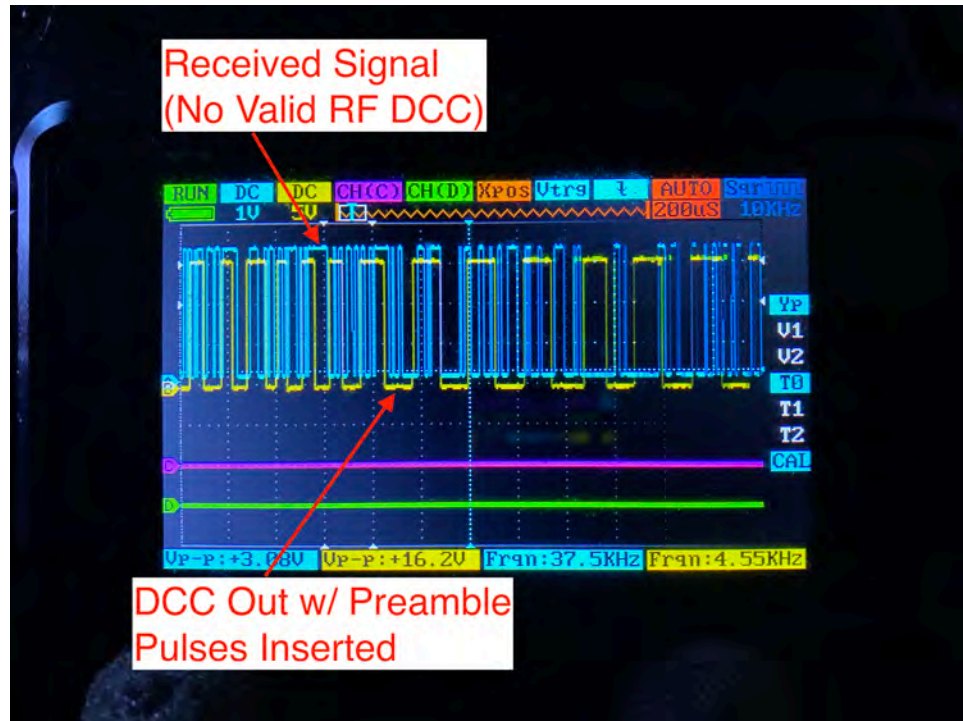 Received Signal
(No Valid RF DCC)
RUN DC DC CH(C) CH(D) Xpos Vtrg AUTO
1V 5V 200uS 10KHz
Yp
V1
V2
T0
T1
T2
CAL
D
Vp-p:+3.08V Vp-p:+16.2V Frqn:37.5KHz Frqn:4.55KHz
DCC Out w/ Preamble
Pulses Inserted